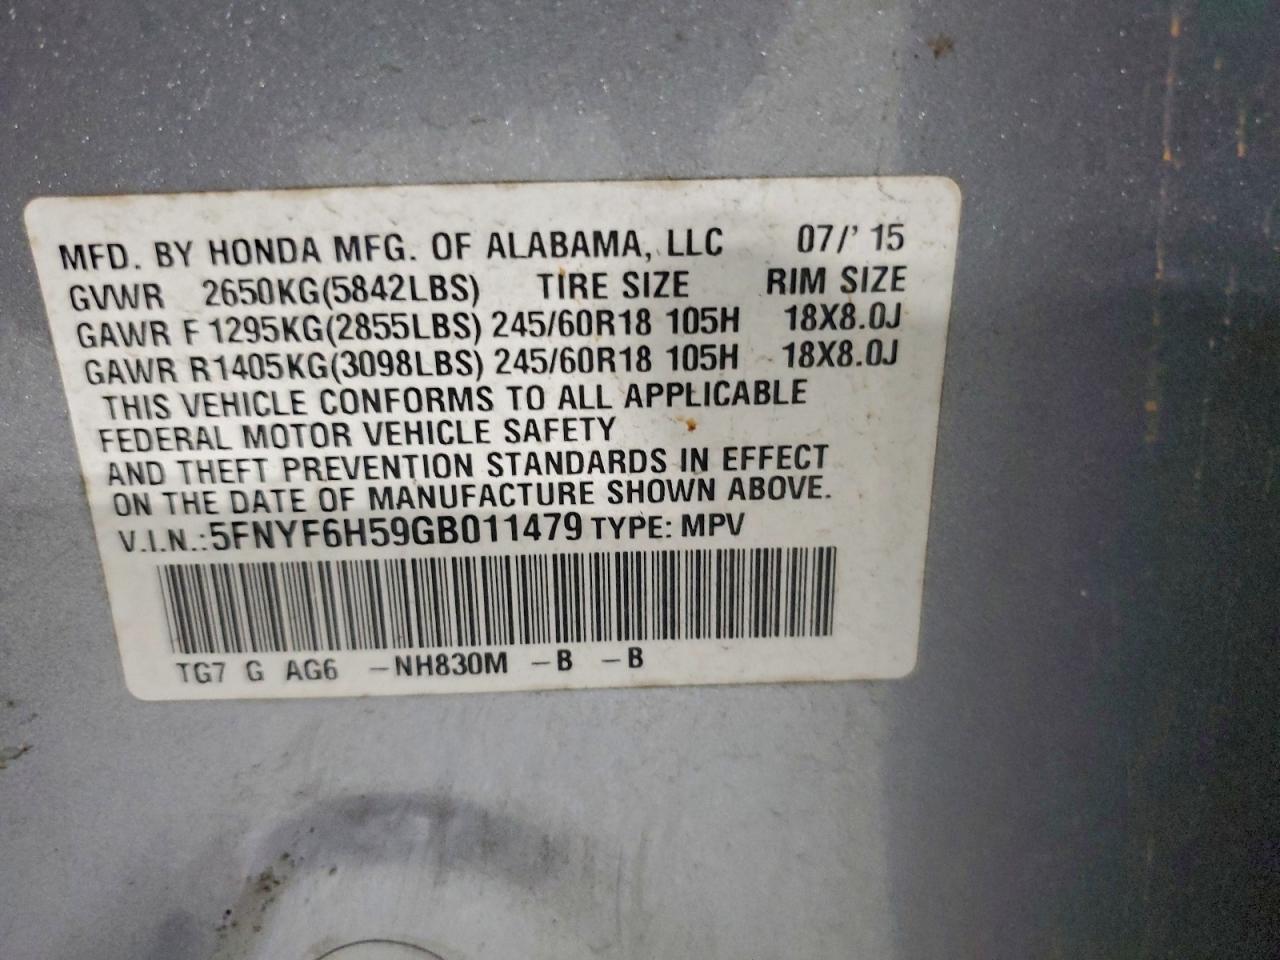 MFD. BY HONDA MFG. OF ALABAMA, LLC 07/' 15
GVWR 2650KG(5842LBS) TIRE SIZE RIM SIZE
GAWR F 1295KG(2855LBS) 245/60R18 105H 18X8.0J
GAWR R1405KG(3098LBS) 245/60R18 105H 18X8.0J
THIS VEHICLE CONFORMS TO ALL APPLICABLE
FEDERAL MOTOR VEHICLE SAFETY
AND THEFT PREVENTION STANDARDS IN EFFECT
ON THE DATE OF MANUFACTURE SHOWN ABOVE.
V.I.N.:5FNYF6H59GB011479 TYPE: MPV
TG7 G AG6 –NH830M –B –B